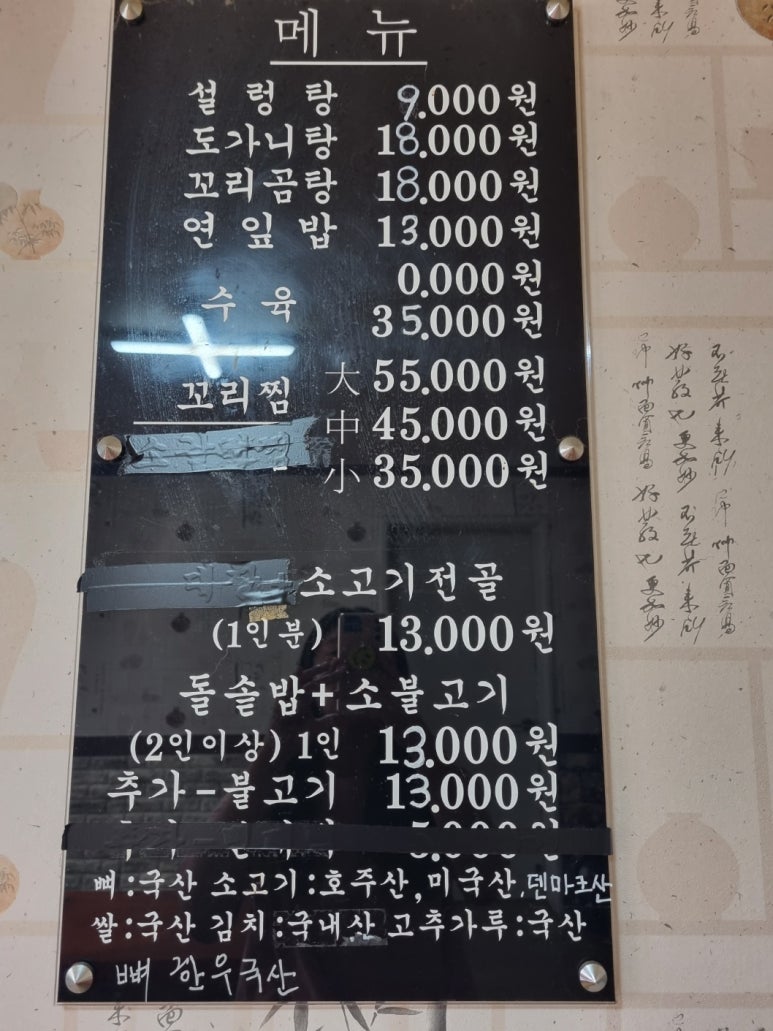 메 뉴
설 렁 탕 9.000원
도가니탕 18.000원
꼬리곰탕 18.000원
연 잎 밥 13.000원
0.000원
수 육
35.000원
꼬리찜 大 55.000원
中 45.000원
小 35.000원
소고기전골
(1인분) 13.000원
돌솥밥+소불고기
(2인이상) 1인 13.000원
추가-불고기 13.000원
뼈:국산 소고기:호주산,미국산,덴마크산
쌀:국산 김치:국내산 고추가루:국산
뼈 한우국산